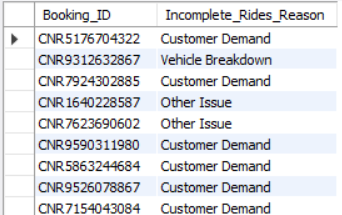 Booking_ID Incomplete_Rides_Reason
CNR5176704322 Customer Demand
CNR9312632867 Vehicle Breakdown
CNR7924302885 Customer Demand
CNR1640228587 Other Issue
CNR7623690602 Other Issue
CNR9590311980 Customer Demand
CNR5863244684 Customer Demand
CNR9526078867 Customer Demand
CNR7154043084 Customer Demand